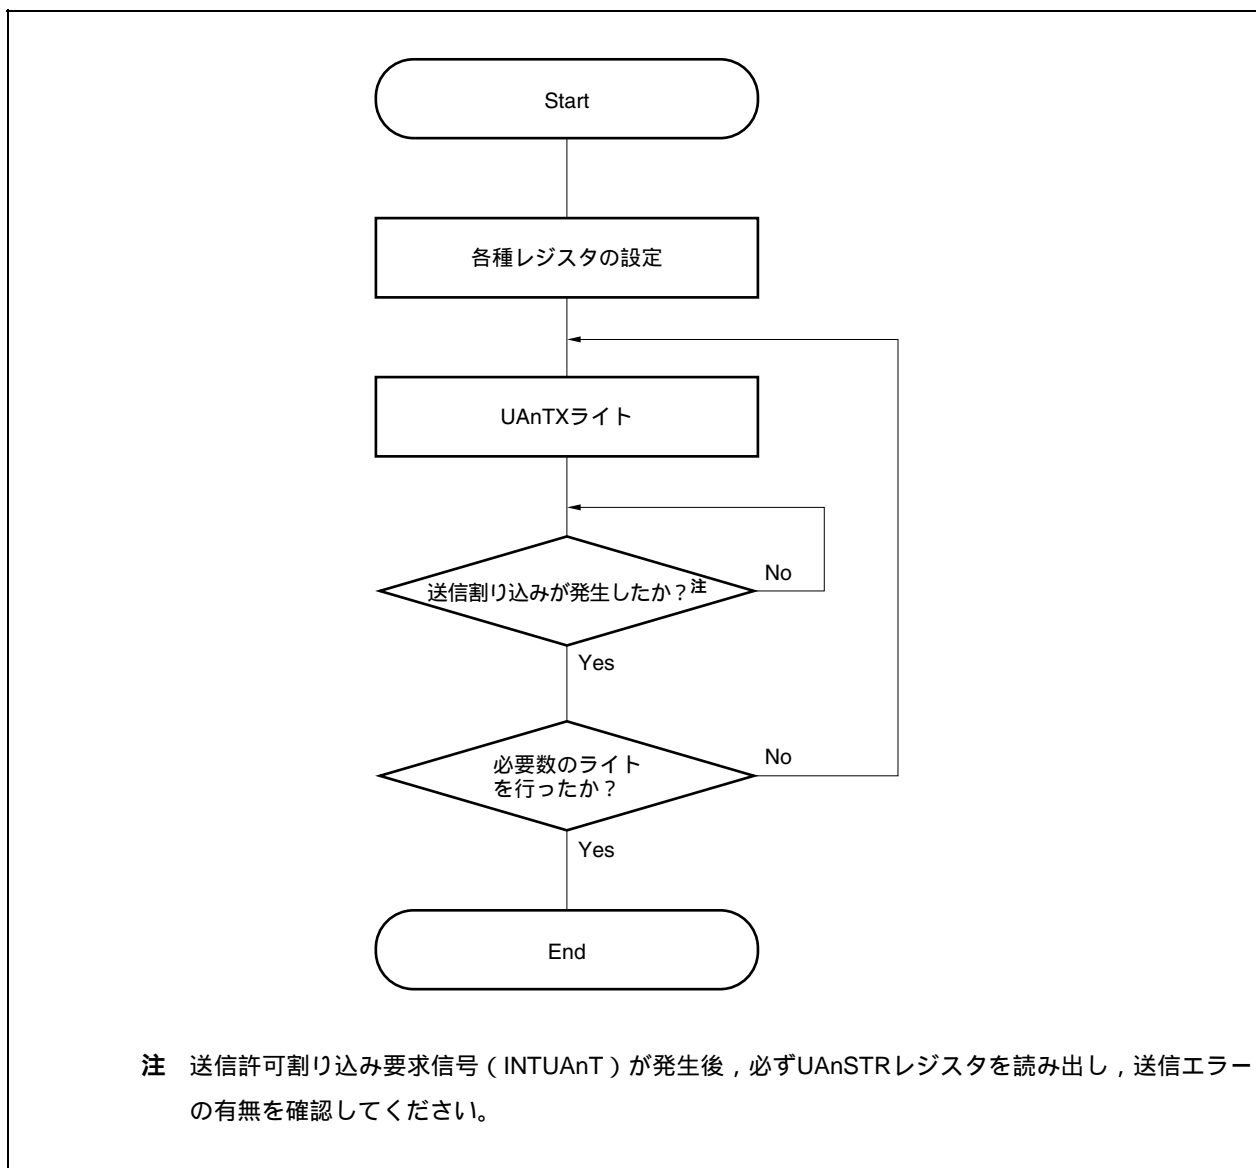 Start
各種レジスタの設定
UAnTXライト
送信割り込みが発生したか？注
No
Yes
必要数のライト
を行ったか？
No
Yes
End
注 送信許可割り込み要求信号（INTUAnT）が発生後，必ずUAnSTRレジスタを読み出し，送信エラー
の有無を確認してください。